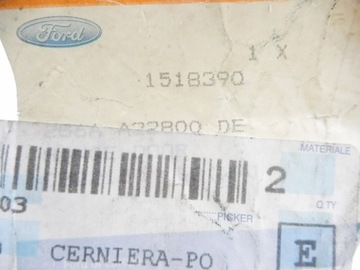 Ford
1 X
1518390
A22800 DE
MATERIALE
2
03
Q.TY
PICKER
CERNIERA-PO
E